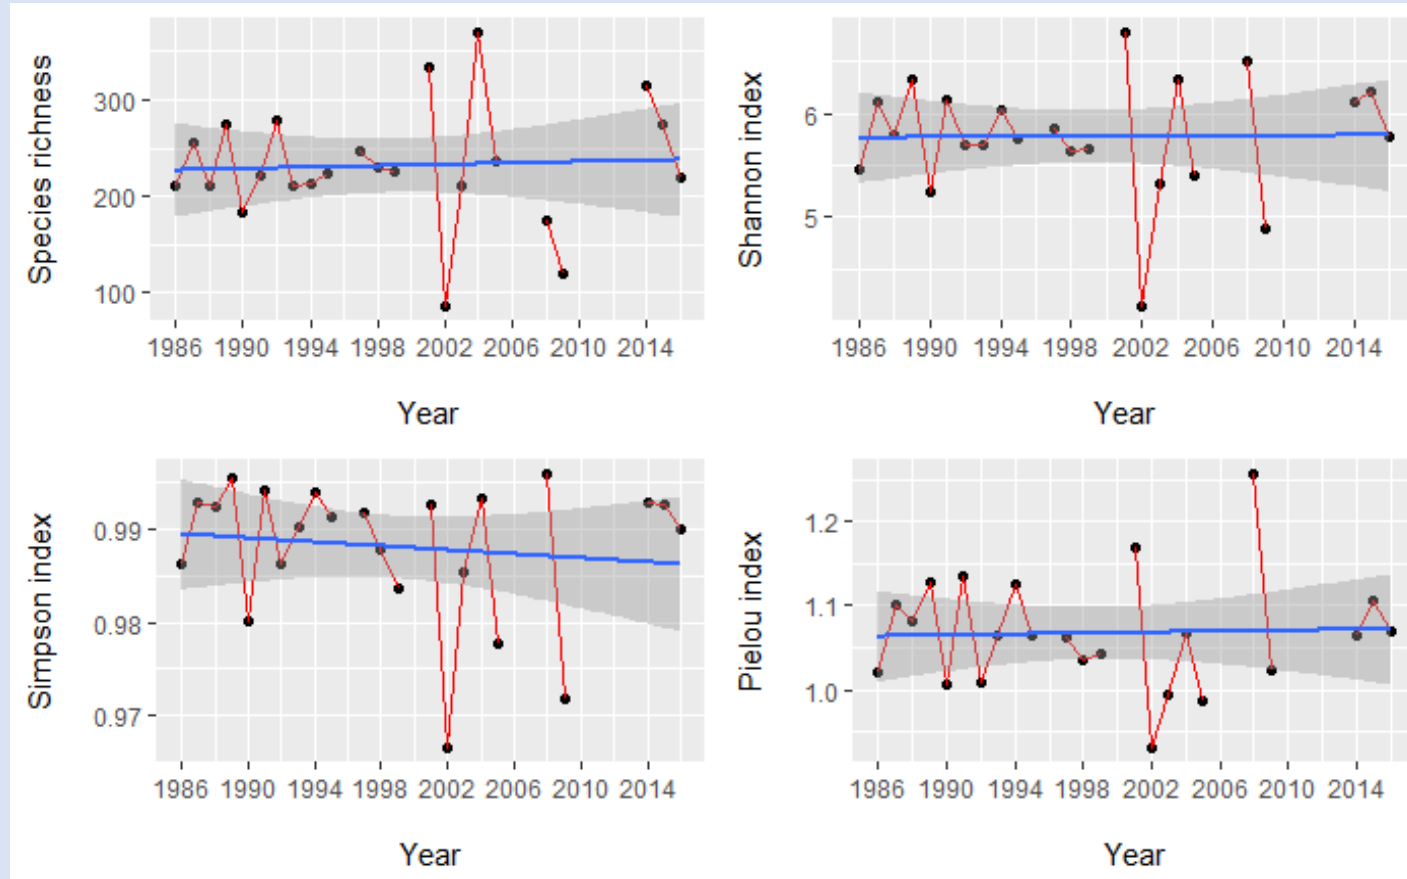 Species richness
300
200
100
1986 1990 1994 1998 2002 2006 2010 2014
Year
Shannon index
6
5
1986 1990 1994 1998 2002 2006 2010 2014
Year
Simpson index
0.99
0.98
0.97
1986 1990 1994 1998 2002 2006 2010 2014
Year
Pielou index
1.2
1.1
1.0
1986 1990 1994 1998 2002 2006 2010 2014
Year